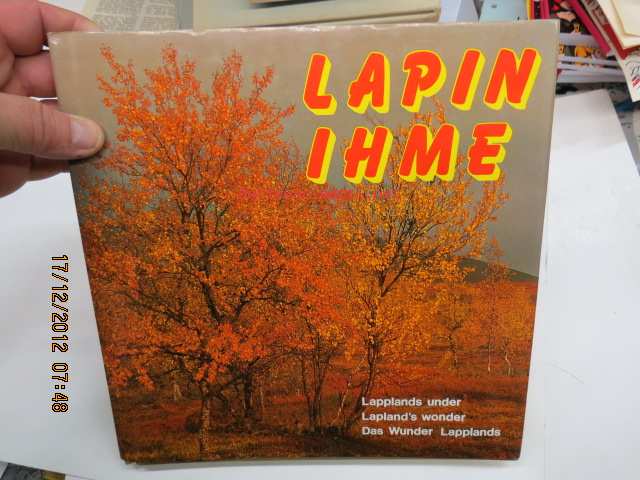 LAPIN
IHME
Lapplands under
Lapland's wonder
Das Wunder Lapplands
17/12/2012 07:48